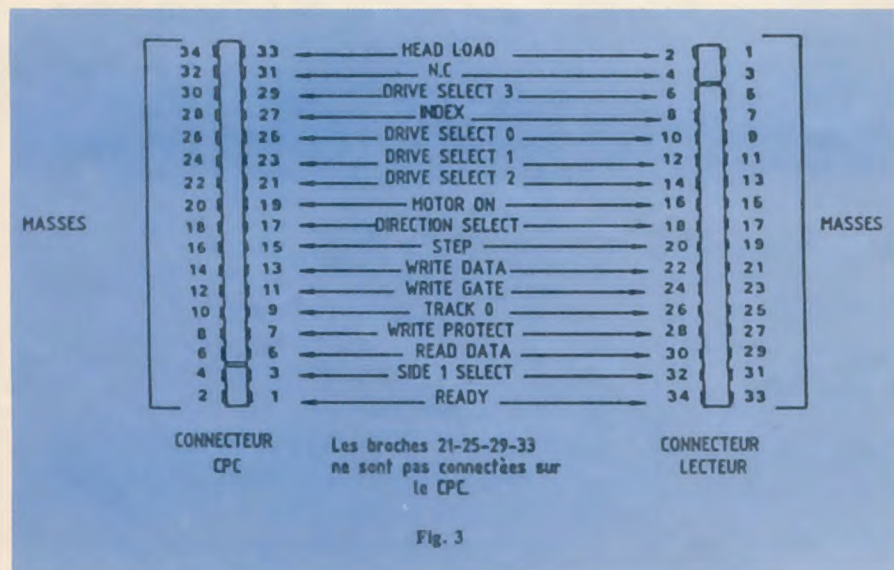 34 33 HEAD LOAD 2 1
32 31 N.C 4 3
30 29 DRIVE SELECT 3 6 5
28 27 INDEX 8 7
26 25 DRIVE SELECT 0 10 9
24 23 DRIVE SELECT 1 12 11
22 21 DRIVE SELECT 2 14 13
20 19 MOTOR ON 16 15
MASSES 18 17 DIRECTION SELECT 18 17 MASSES
16 15 STEP 20 19
14 13 WRITE DATA 22 21
12 11 WRITE GATE 24 23
10 9 TRACK 0 26 25
8 7 WRITE PROTECT 28 27
6 5 READ DATA 30 29
4 3 SIDE 1 SELECT 32 31
2 1 READY 34 33
CONNECTEUR
CPC
Les broches 21-25-29-33
ne sont pas connectées sur
le CPC.
CONNECTEUR
LECTEUR
Fig. 3